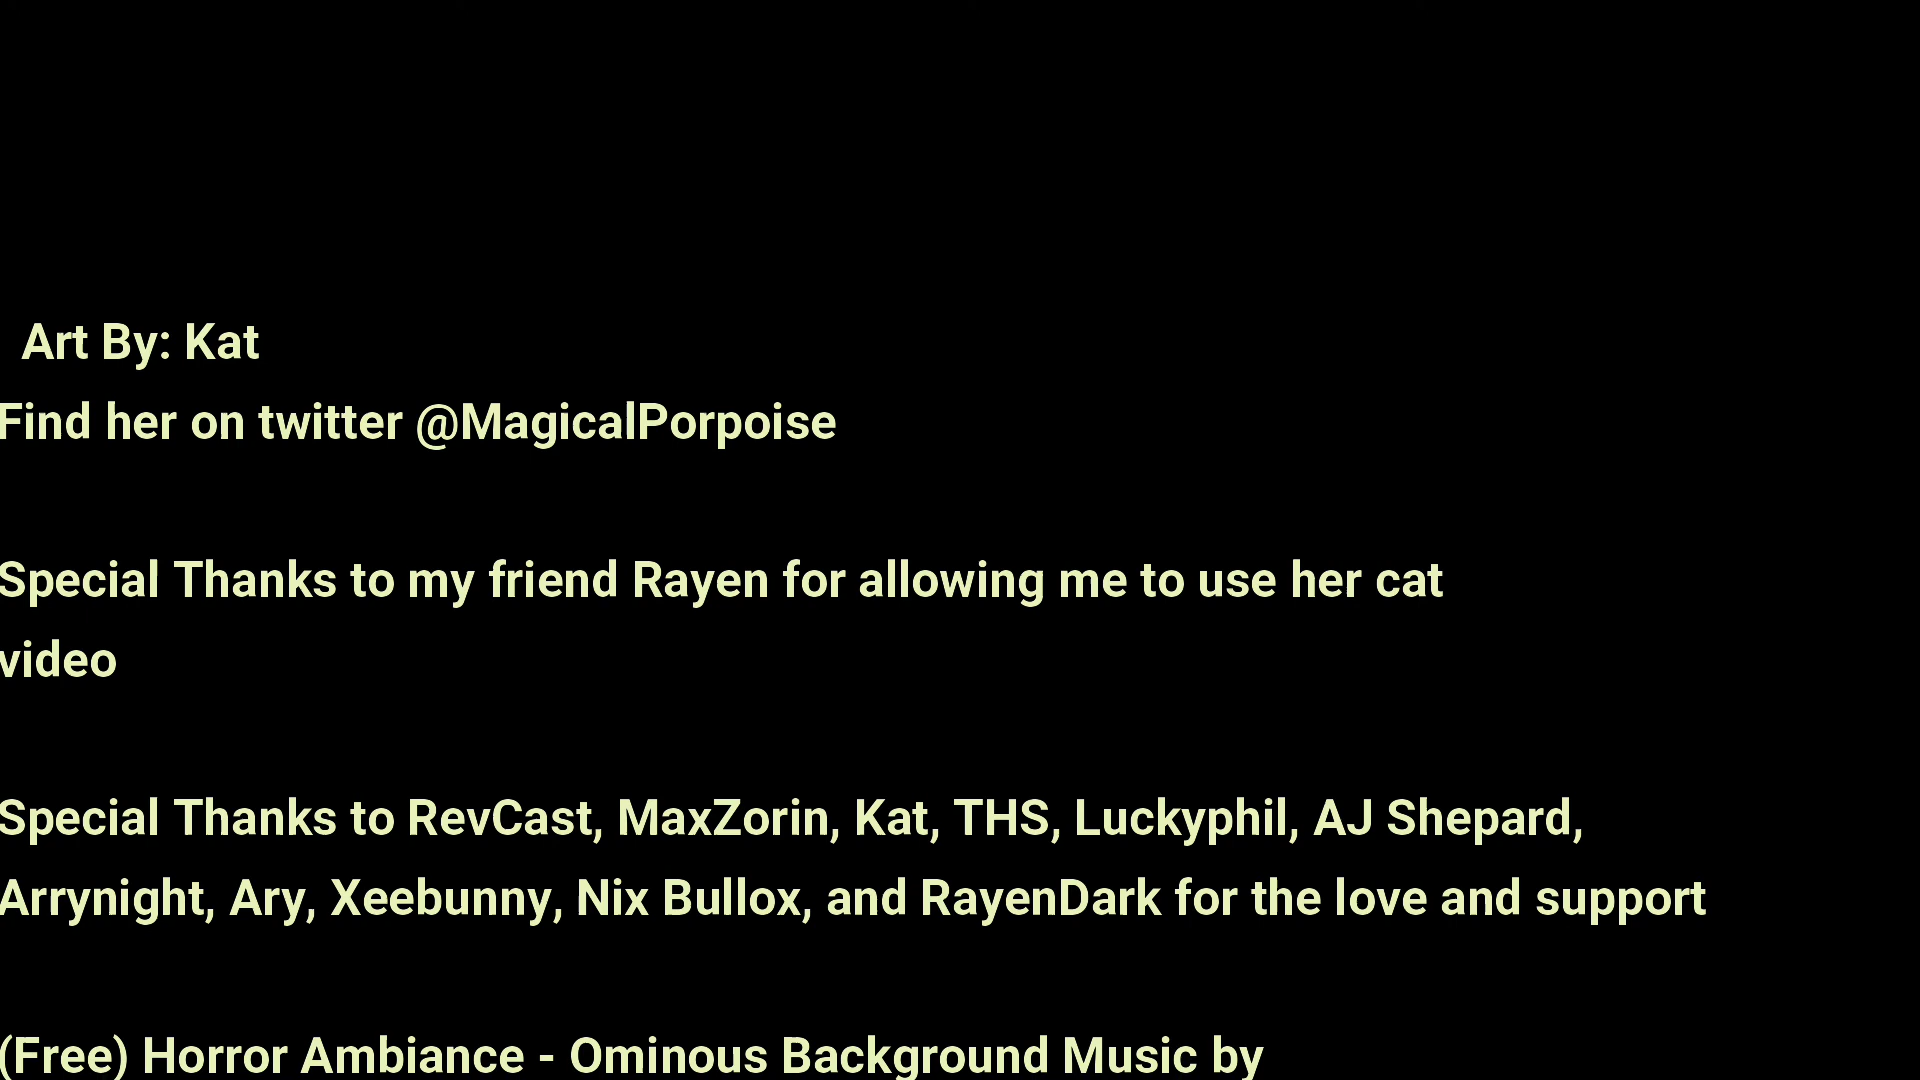 Art By: Kat
Find her on twitter @MagicalPorpoise
Special Thanks to my friend Rayen for allowing me to use her cat
video
Special Thanks to RevCast, MaxZorin, Kat, THS, Luckyphil, AJ Shepard,
Arrynight, Ary, Xeebunny, Nix Bullox, and RayenDark for the love and support
(Free) Horror Ambiance - Ominous Background Music by